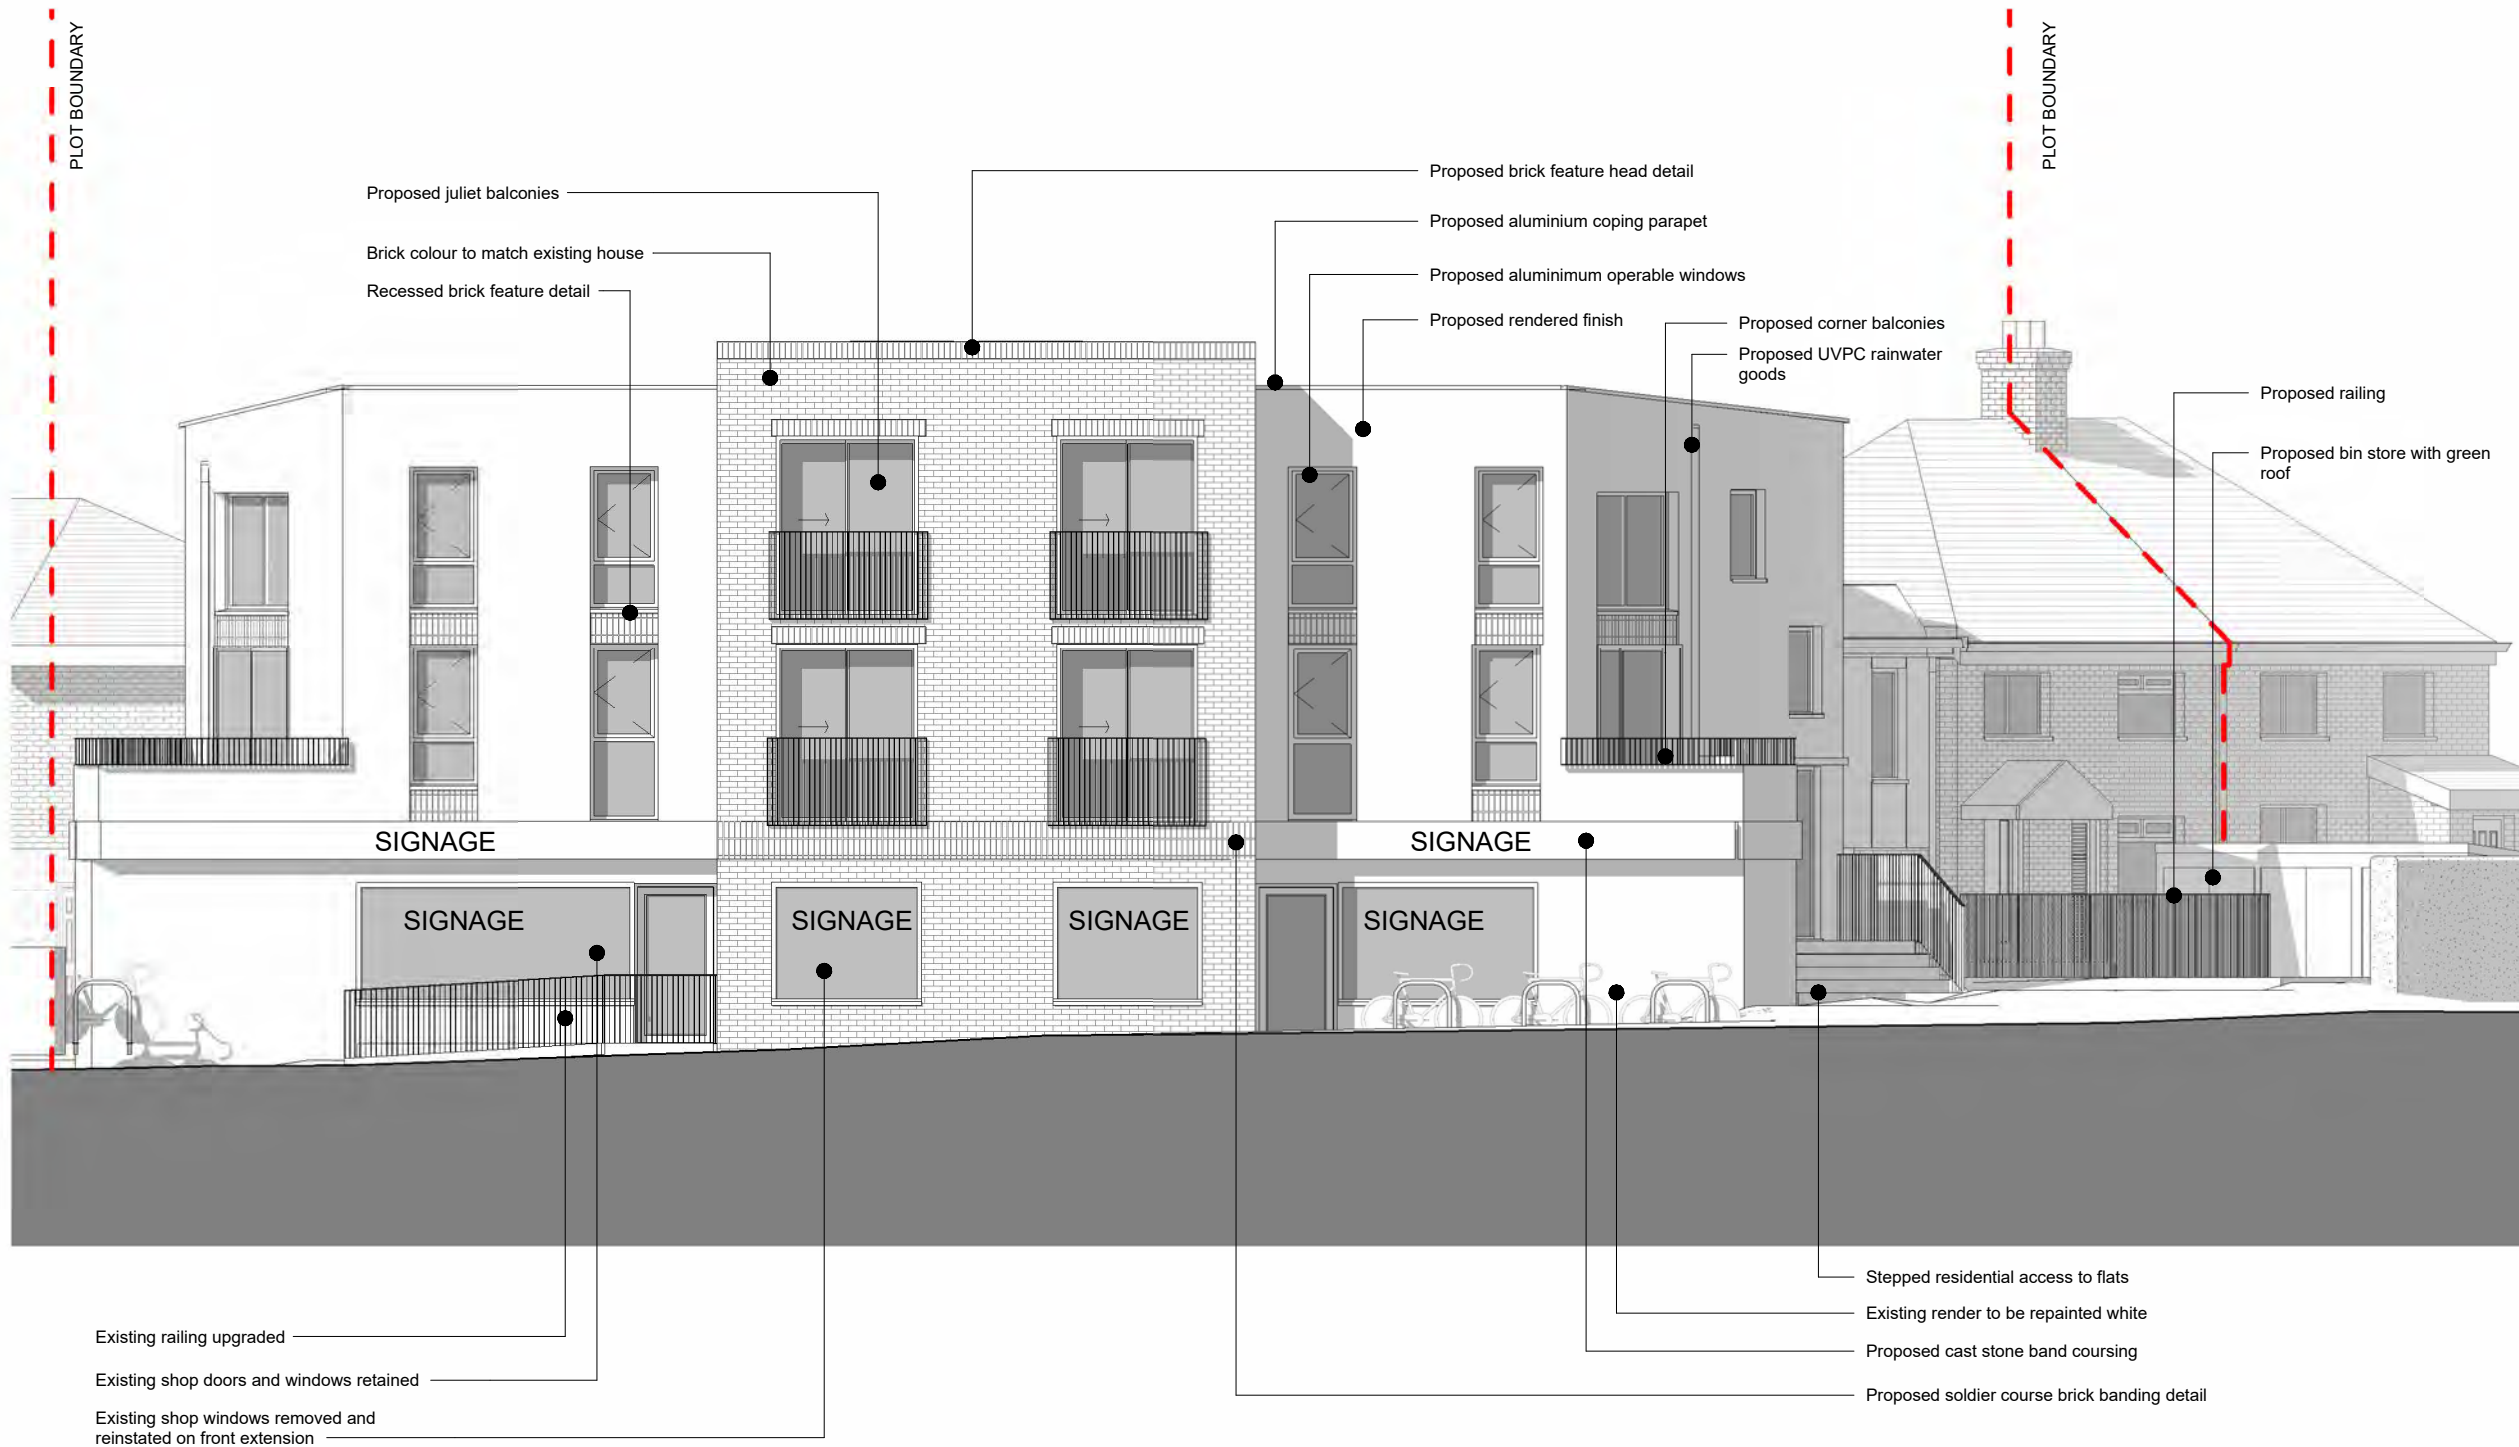 PLOT BOUNDARY
PLOT BOUNDARY
Proposed juliet balconies
Brick colour to match existing house
Recessed brick feature detail
Proposed brick feature head detail
Proposed aluminium coping parapet
Proposed aluminimum operable windows
Proposed rendered finish
Proposed corner balconies
Proposed UVPC rainwater
goods
Proposed railing
Proposed bin store with green
roof
SIGNAGE
SIGNAGE
SIGNAGE
SIGNAGE
SIGNAGE
SIGNAGE
Existing railing upgraded
Existing shop doors and windows retained
Existing shop windows removed and
reinstated on front extension
Stepped residential access to flats
Existing render to be repainted white
Proposed cast stone band coursing
Proposed soldier course brick banding detail